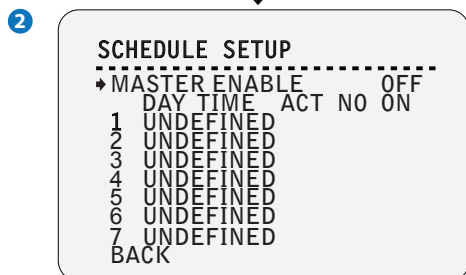 2
SCHEDULE SETUP
MASTER ENABLE OFF
DAY TIME ACT NO ON
1 UNDEFINED
2 UNDEFINED
3 UNDEFINED
4 UNDEFINED
5 UNDEFINED
6 UNDEFINED
7 UNDEFINED
BACK